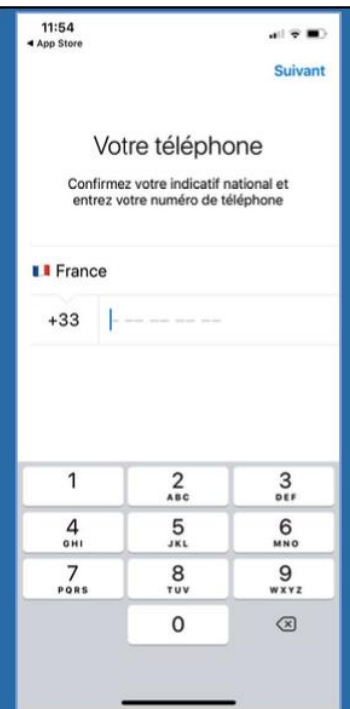 11:54
◀ App Store
Suivant
Votre téléphone
Confirmez votre indicatif national et
entrez votre numéro de téléphone
France
+33 - -- -- -- --
1 2 3
ABC DEF
4 5 6
GHI JKL MNO
7 8 9
PQRS TUV WXYZ
0